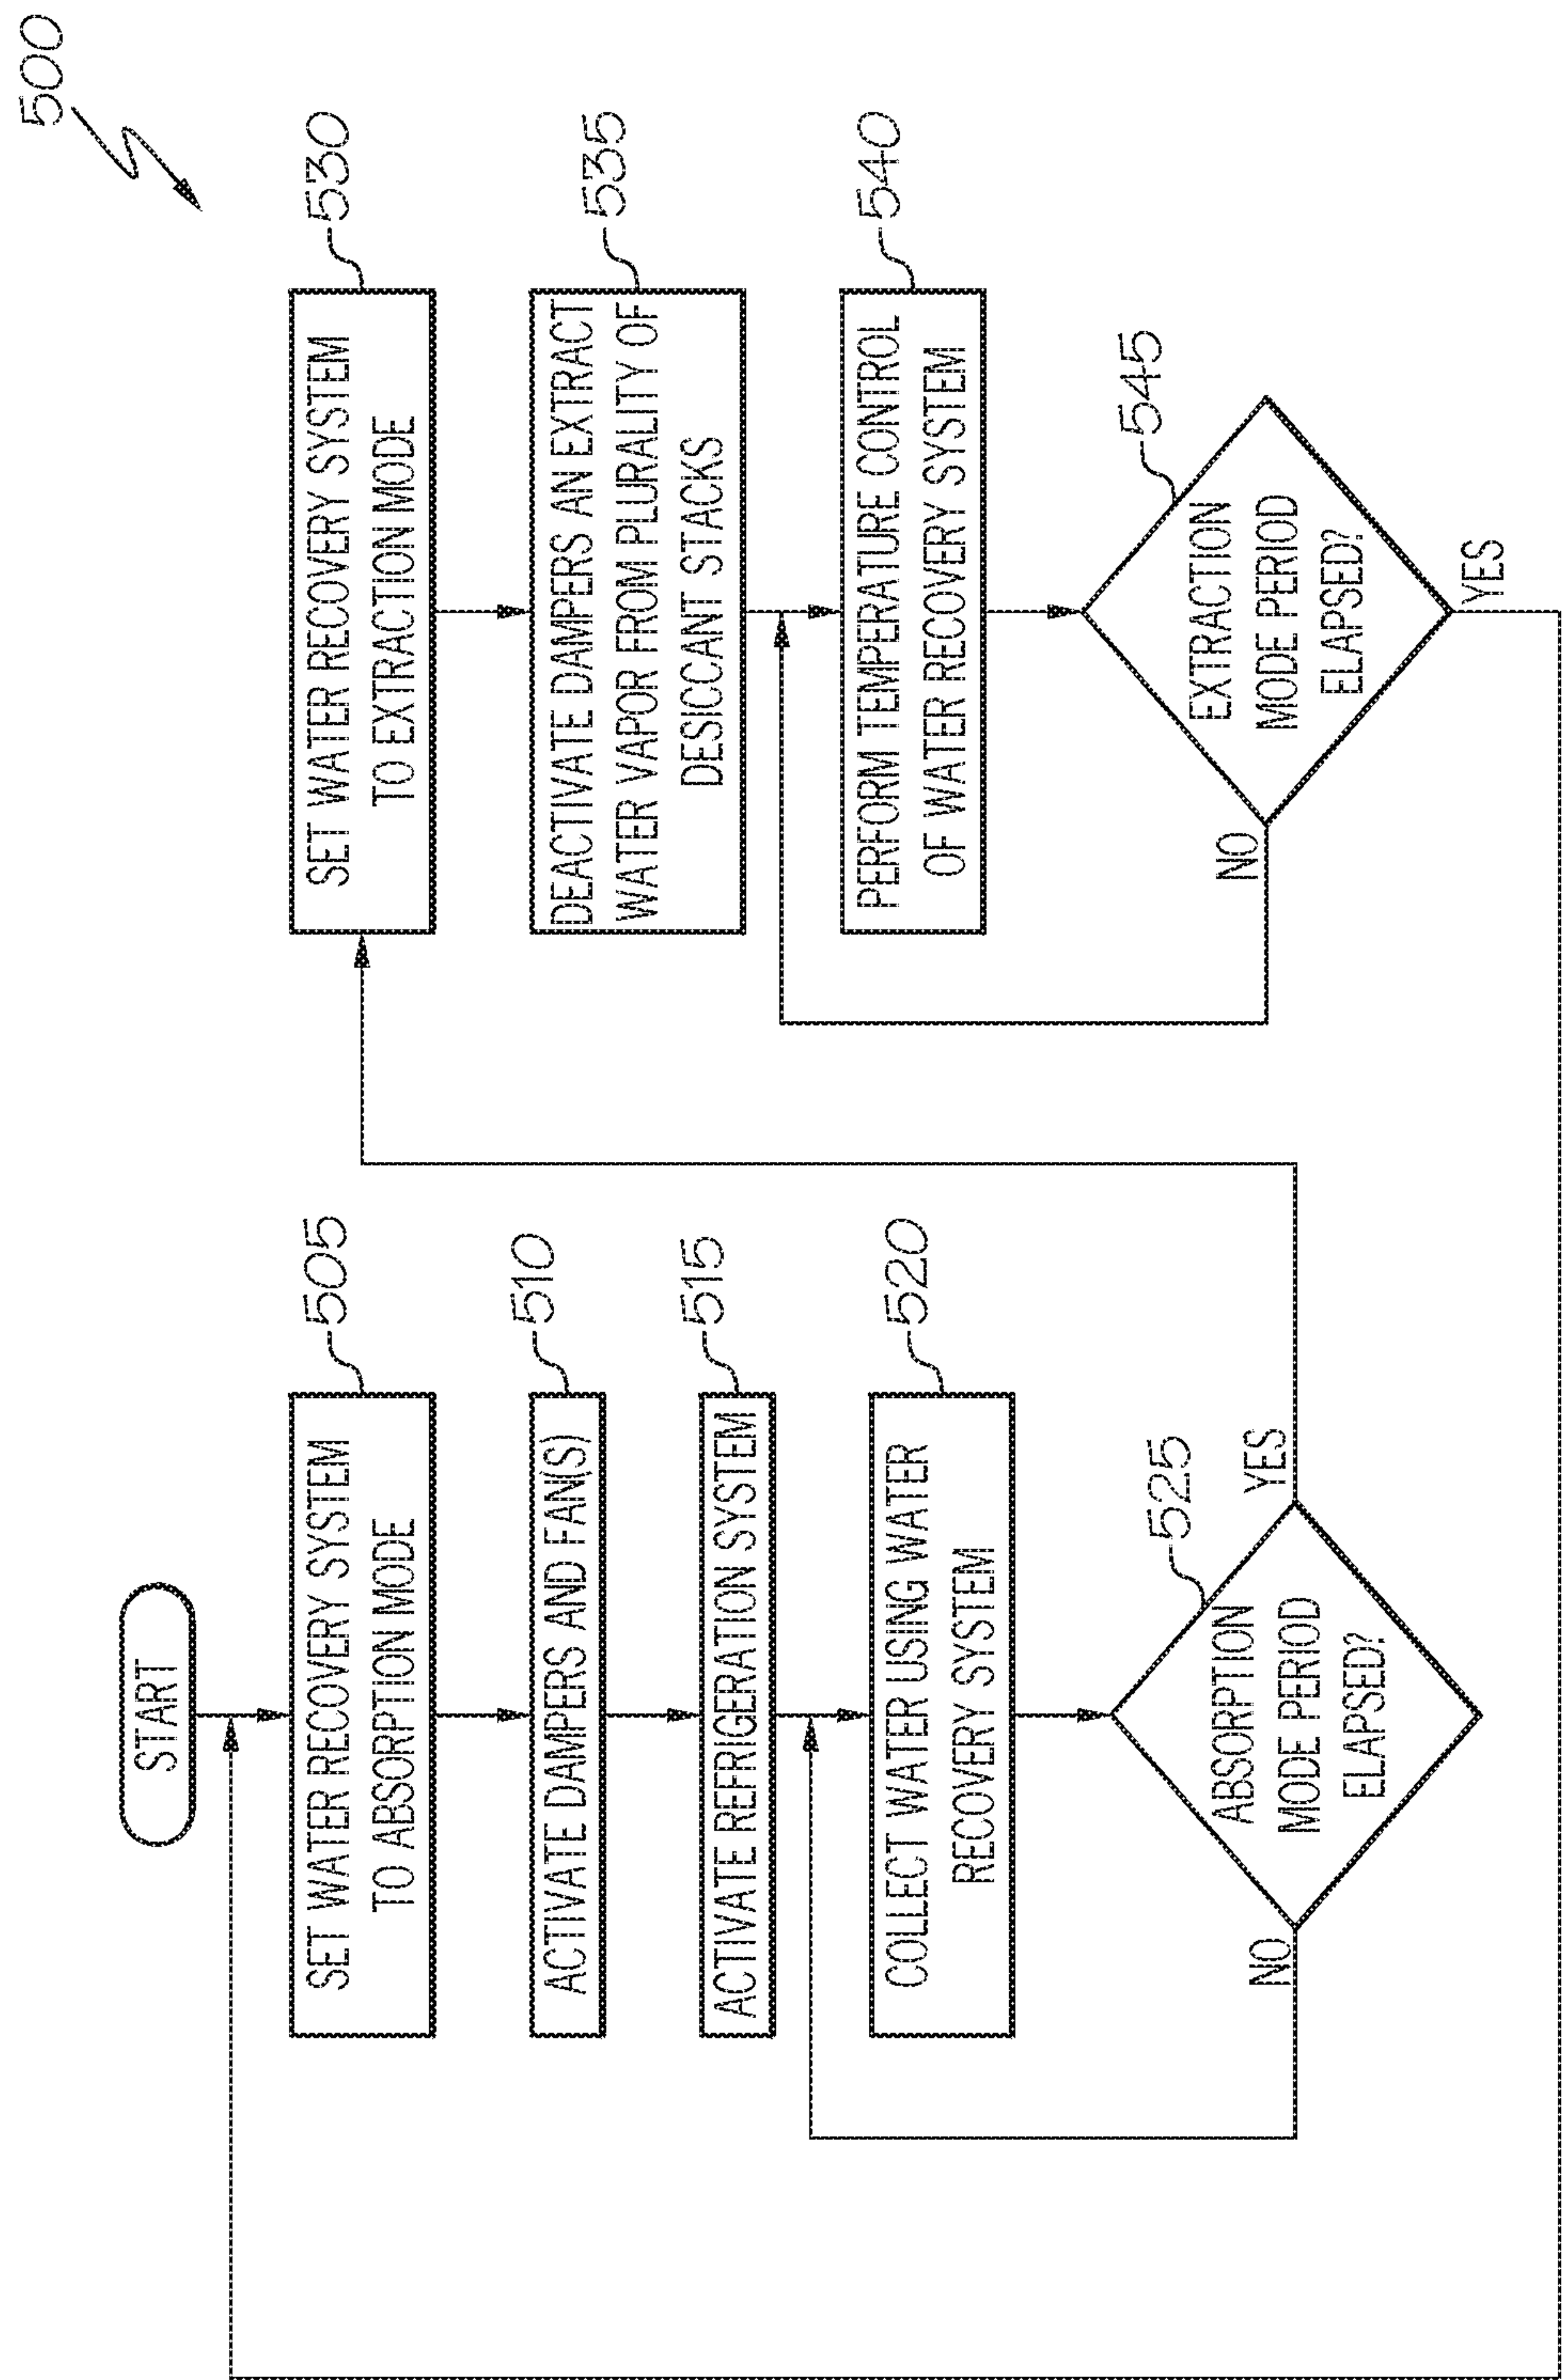 500
START
SET WATER RECOVERY SYSTEM
TO ABSORPTION MODE
505
ACTIVATE DAMPERS AND FAN(S)
510
ACTIVATE REFRIGERATION SYSTEM
515
COLLECT WATER USING WATER
RECOVERY SYSTEM
520
ABSORPTION
MODE PERIOD
ELAPSED?
525
NO
YES
SET WATER RECOVERY SYSTEM
TO EXTRACTION MODE
530
DEACTIVATE DAMPERS AN EXTRACT
WATER VAPOR FROM PLURALITY OF
DESICCANT STACKS
535
PERFORM TEMPERATURE CONTROL
OF WATER RECOVERY SYSTEM
540
EXTRACTION
MODE PERIOD
ELAPSED?
545
NO
YES